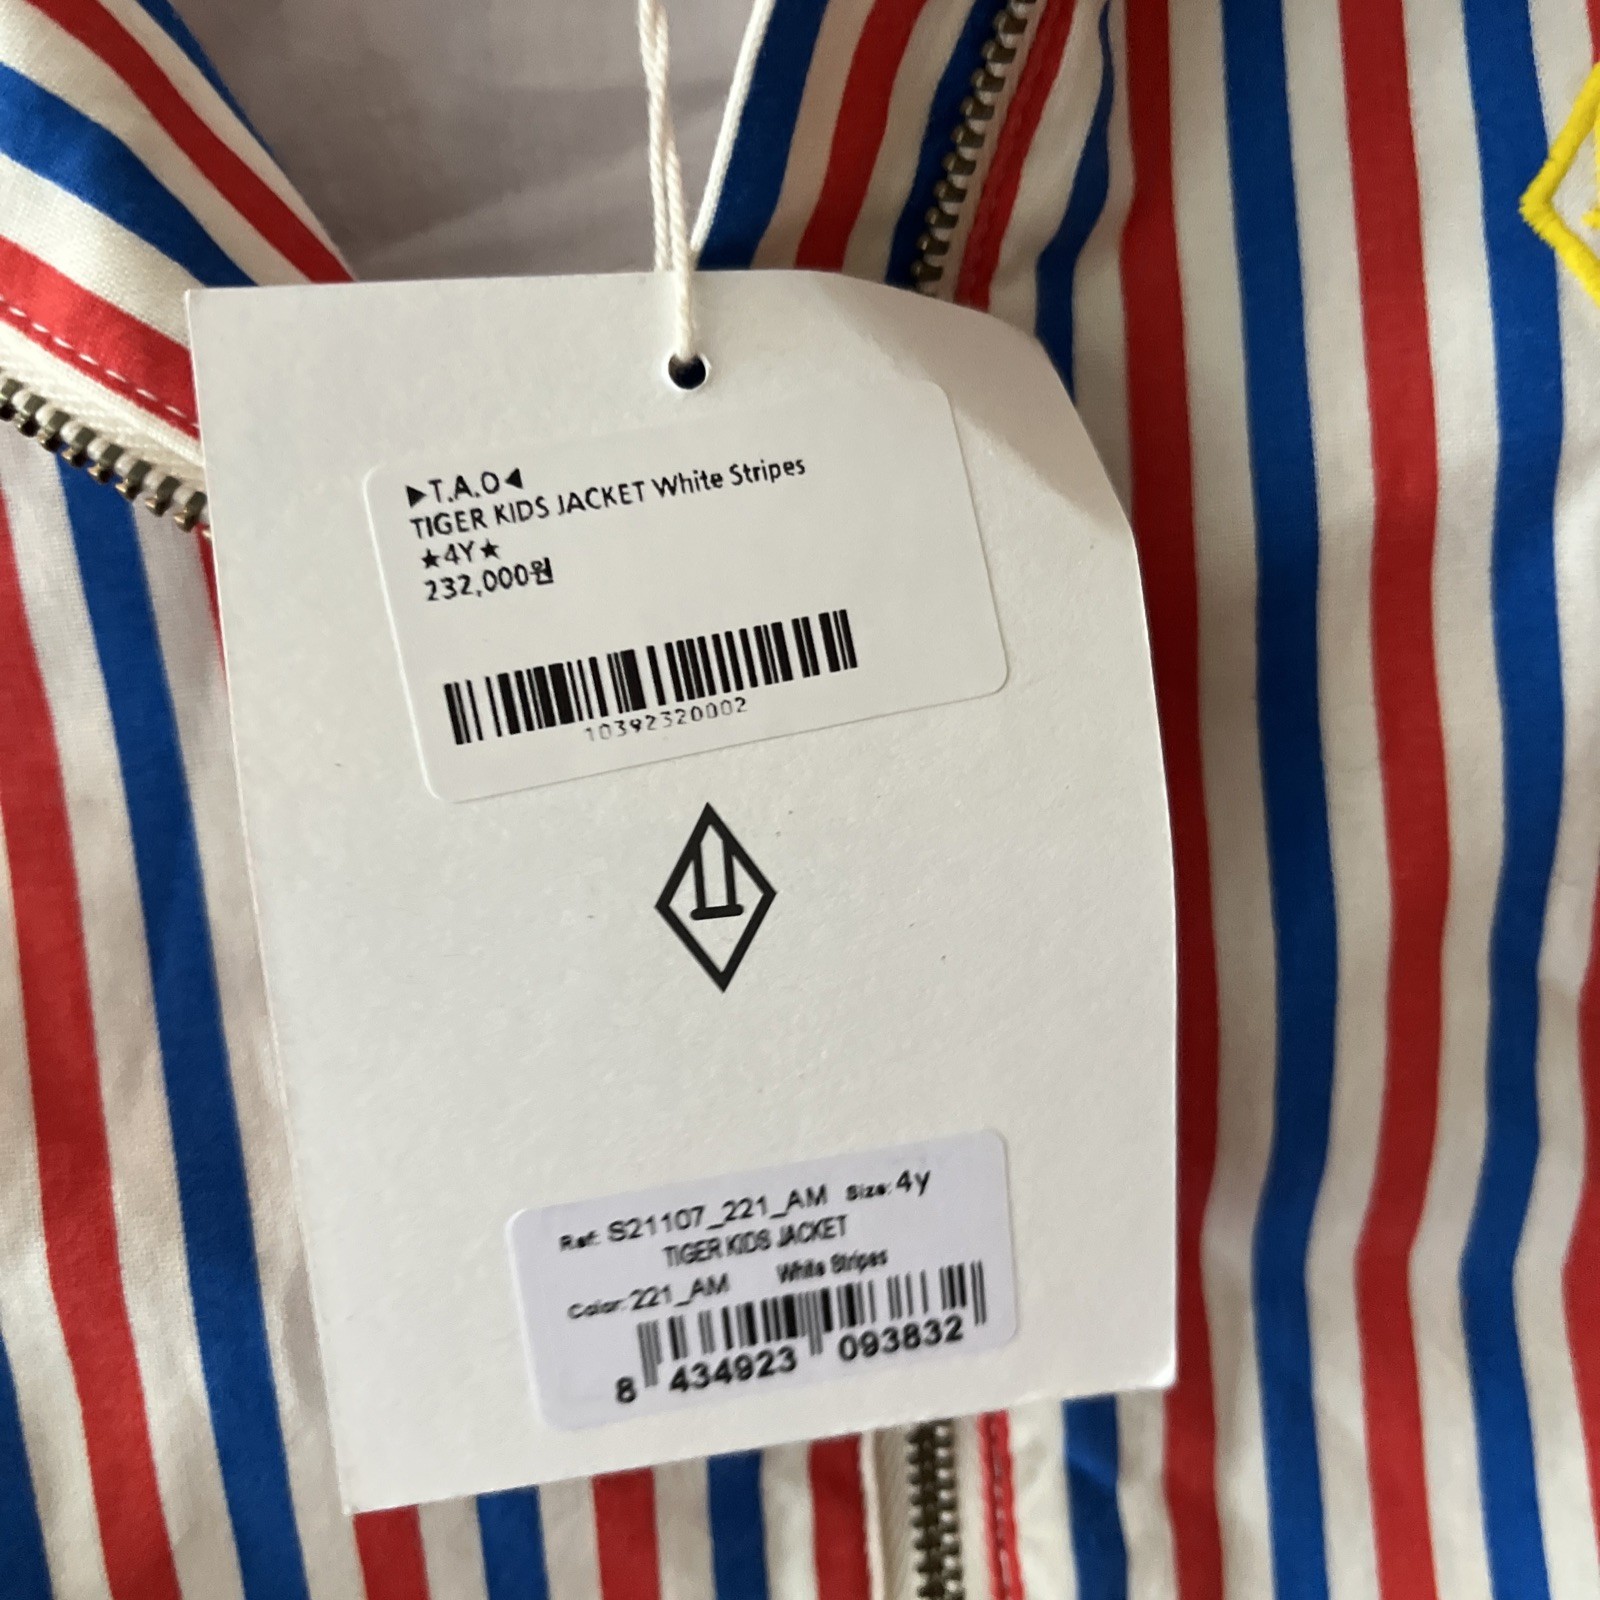 ▶T.A.O◀
TIGER KIDS JACKET White Stripes
★4Y★
232,000원
10392320002
Ref: S21107_221_AM Size: 4y
TIGER KIDS JACKET
Color: 221_AM White Stripes
8 434923 093832